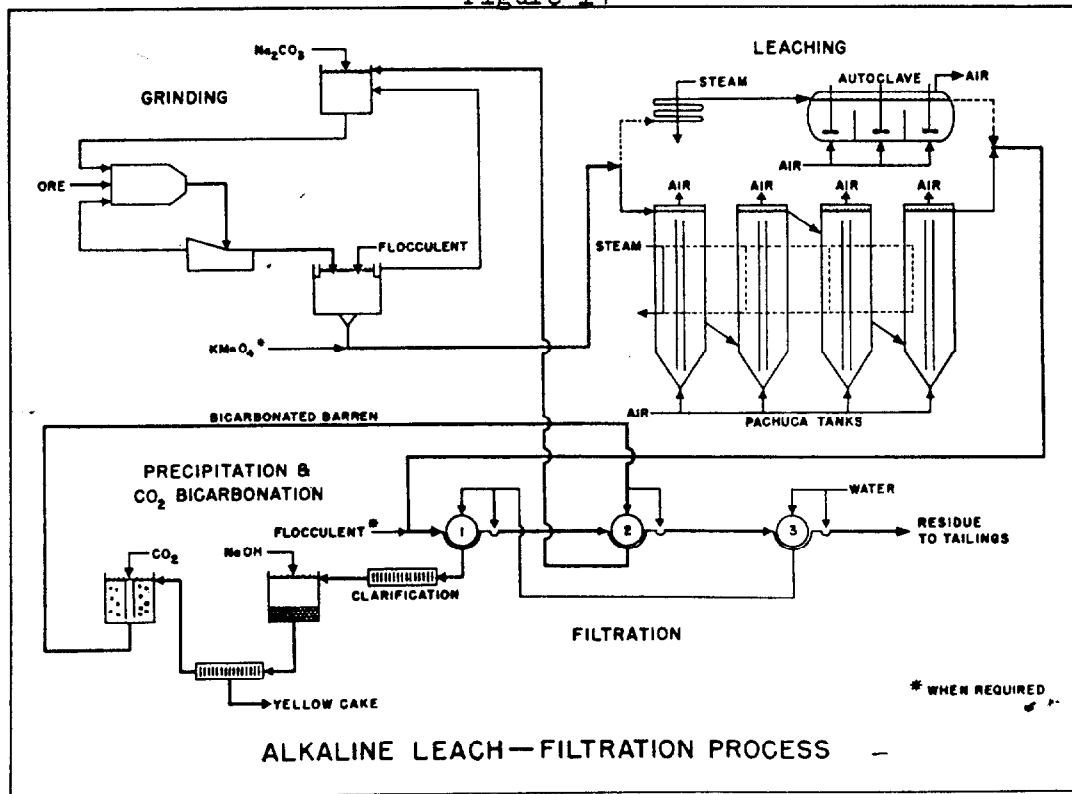 Na₂CO₃
GRINDING
ORE
FLOCCULENT
KMnO₄*
LEACHING
STEAM
AUTOCLAVE
AIR
AIR
AIR
AIR
AIR
AIR
STEAM
AIR
PACHUCA TANKS
BICARBONATED BARREN
PRECIPITATION &
CO₂ BICARBONATION
FLOCCULENT*
1
2
3
WATER
RESIDUE
TO TAILINGS
CO₂
NaOH
CLARIFICATION
FILTRATION
YELLOW CAKE
* WHEN REQUIRED
ALKALINE LEACH—FILTRATION PROCESS